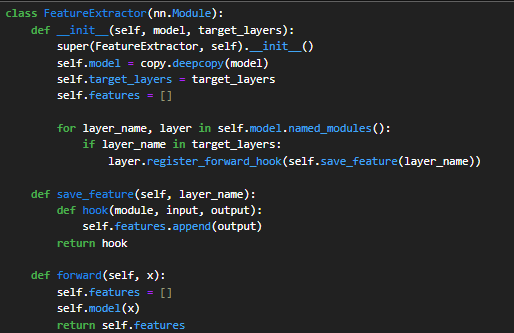 class FeatureExtractor(nn.Module):
    def __init__(self, model, target_layers):
        super(FeatureExtractor, self).__init__()
        self.model = copy.deepcopy(model)
        self.target_layers = target_layers
        self.features = []

        for layer_name, layer in self.model.named_modules():
            if layer_name in target_layers:
                layer.register_forward_hook(self.save_feature(layer_name))

    def save_feature(self, layer_name):
        def hook(module, input, output):
            self.features.append(output)
        return hook

    def forward(self, x):
        self.features = []
        self.model(x)
        return self.features